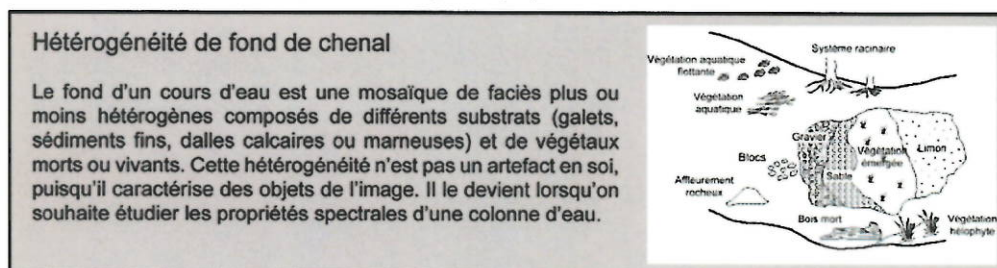 Hétérogénéité de fond de chenal
Le fond d'un cours d'eau est une mosaïque de faciès plus ou
moins hétérogènes composés de différents substrats (galets,
sédiments fins, dalles calcaires ou marneuses) et de végétaux
morts ou vivants. Cette hétérogénéité n'est pas un artefact en soi,
puisqu'il caractérise des objets de l'image. Il le devient lorsqu'on
souhaite étudier les propriétés spectrales d'une colonne d'eau.
Système racinaire
Végétation aquatique
flottante
Végétation
aquatique
Gravier
Végétation
émergée
Limon
Blocs
Sable
Affleurement
rocheux
Bois mort
Végétation
hélophyte